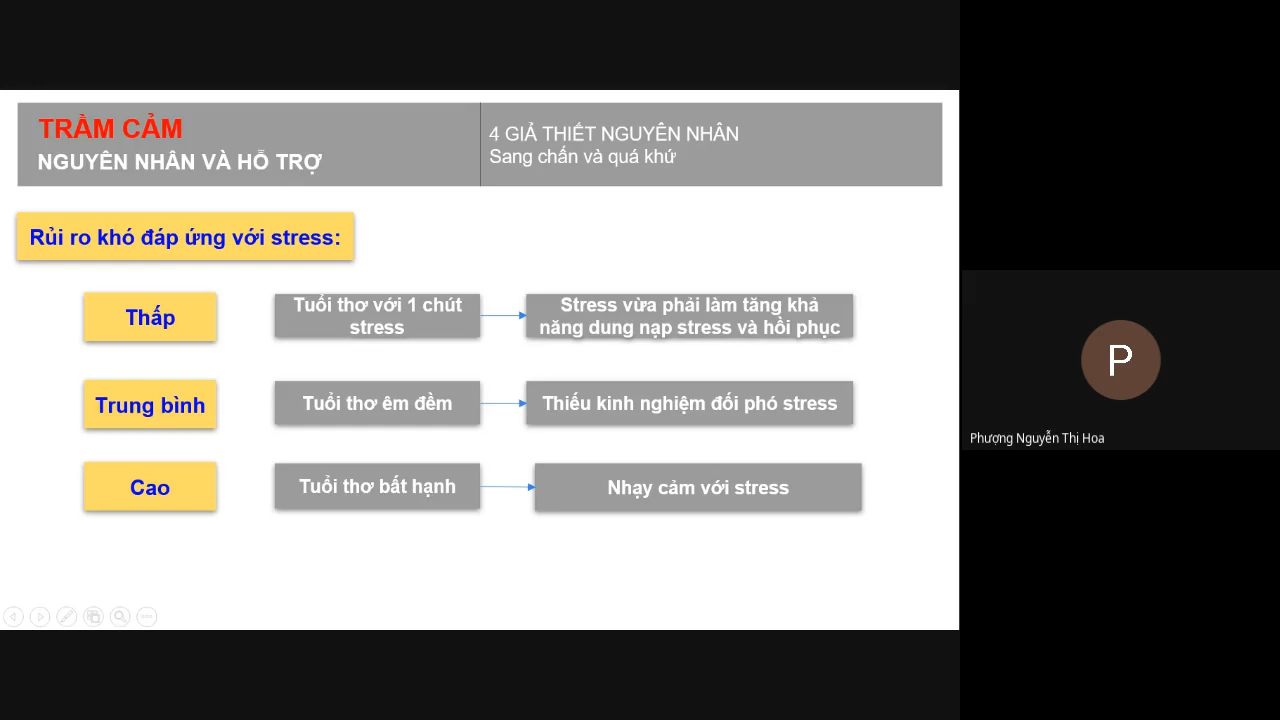 TRẦM CẢM
NGUYÊN NHÂN VÀ HỖ TRỢ
4 GIẢ THIẾT NGUYÊN NHÂN
Sang chấn và quá khứ
Rủi ro khó đáp ứng với stress:
Thấp
Tuổi thơ với 1 chút
stress
Stress vừa phải làm tăng khả
năng dung nạp stress và hồi phục
Trung bình
Tuổi thơ êm đềm
Thiếu kinh nghiệm đối phó stress
Cao
Tuổi thơ bất hạnh
Nhạy cảm với stress
P
Phượng Nguyễn Thị Hoa